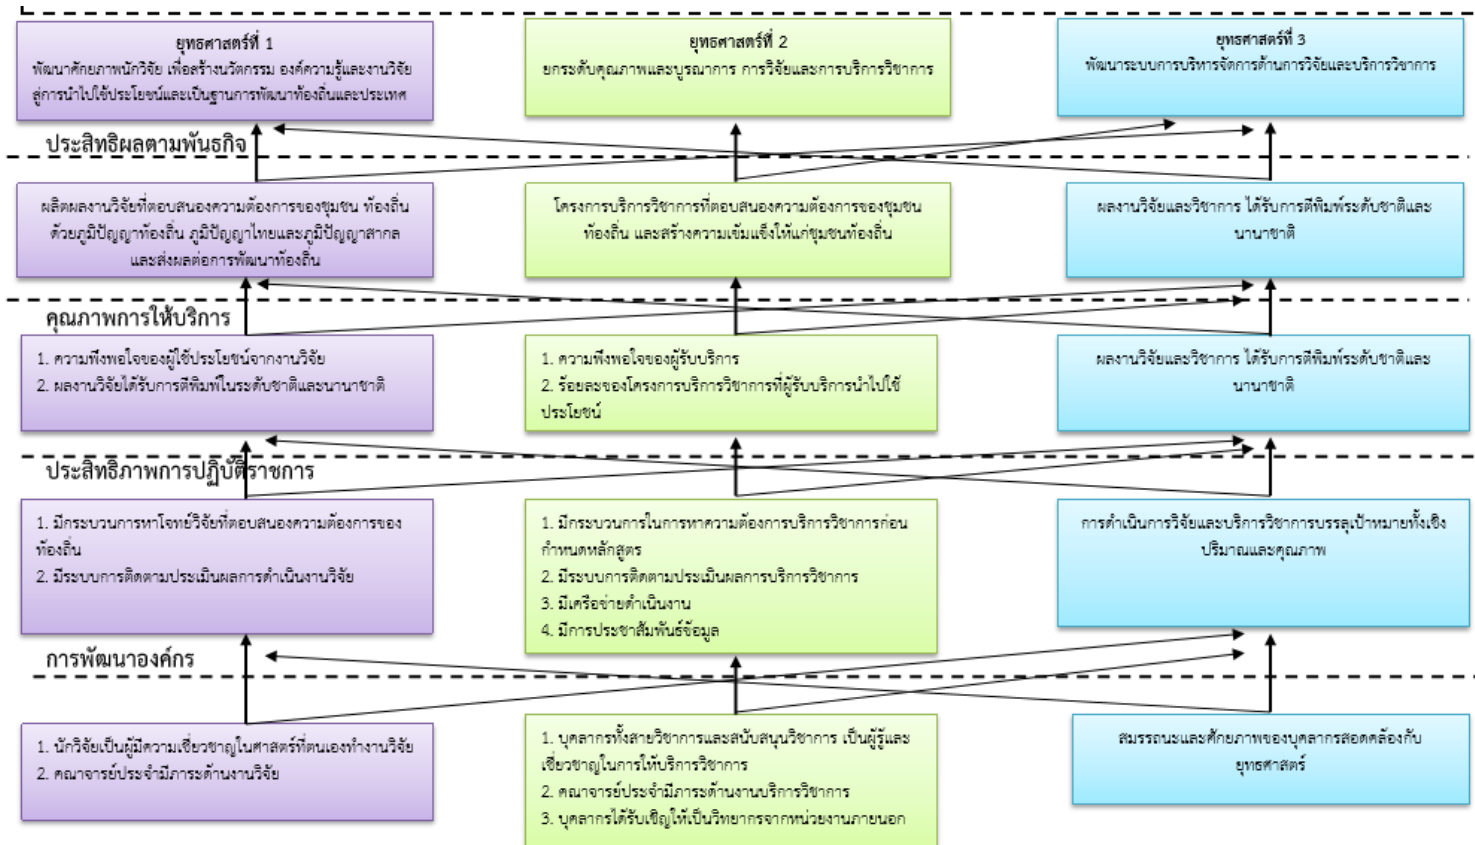 ยุทธศาสตร์ที่ 1
พัฒนาศักยภาพนักวิจัย เพื่อสร้างนวัตกรรม องค์ความรู้และงานวิจัย
สู่การนำไปใช้ประโยชน์และเป็นฐานการพัฒนาท้องถิ่นและประเทศ
ยุทธศาสตร์ที่ 2
ยกระดับคุณภาพและบูรณาการ การวิจัยและการบริการวิชาการ
ยุทธศาสตร์ที่ 3
พัฒนาระบบการบริหารจัดการด้านการวิจัยและบริการวิชาการ
ประสิทธิผลตามพันธกิจ
ผลิตผลงานวิจัยที่ตอบสนองความต้องการของชุมชน ท้องถิ่น
ด้วยภูมิปัญญาท้องถิ่น ภูมิปัญญาไทยและภูมิปัญญาสากล
และส่งผลต่อการพัฒนาท้องถิ่น
โครงการบริการวิชาการที่ตอบสนองความต้องการของชุมชน
ท้องถิ่น และสร้างความเข้มแข็งให้แก่ชุมชนท้องถิ่น
ผลงานวิจัยและวิชาการ ได้รับการตีพิมพ์ระดับชาติและ
นานาชาติ
คุณภาพการให้บริการ
1. ความพึงพอใจของผู้ใช้ประโยชน์จากงานวิจัย
2. ผลงานวิจัยได้รับการตีพิมพ์ในระดับชาติและนานาชาติ
1. ความพึงพอใจของผู้รับบริการ
2. ร้อยละของโครงการบริการวิชาการที่ผู้รับบริการนำไปใช้
ประโยชน์
ผลงานวิจัยและวิชาการ ได้รับการตีพิมพ์ระดับชาติและ
นานาชาติ
ประสิทธิภาพการปฏิบัติราชการ
1. มีกระบวนการหาโจทย์วิจัยที่ตอบสนองความต้องการของ
ท้องถิ่น
2. มีระบบการติดตามประเมินผลการดำเนินงานวิจัย
1. มีกระบวนการในการหาความต้องการบริการวิชาการก่อน
กำหนดหลักสูตร
2. มีระบบการติดตามประเมินผลการบริการวิชาการ
3. มีเครือข่ายดำเนินงาน
4. มีการประชาสัมพันธ์ข้อมูล
การดำเนินการวิจัยและบริการวิชาการบรรลุเป้าหมายทั้งเชิง
ปริมาณและคุณภาพ
การพัฒนาองค์กร
1. นักวิจัยเป็นผู้มีความเชี่ยวชาญในศาสตร์ที่ตนเองทำงานวิจัย
2. คณาจารย์ประจำมีภาระด้านงานวิจัย
1. บุคลากรทั้งสายวิชาการและสนับสนุนวิชาการ เป็นผู้รู้และ
เชี่ยวชาญในการให้บริการวิชาการ
2. คณาจารย์ประจำมีภาระด้านงานบริการวิชาการ
3. บุคลากรได้รับเชิญให้เป็นวิทยากรจากหน่วยงานภายนอก
สมรรถนะและศักยภาพของบุคลากรสอดคล้องกับ
ยุทธศาสตร์